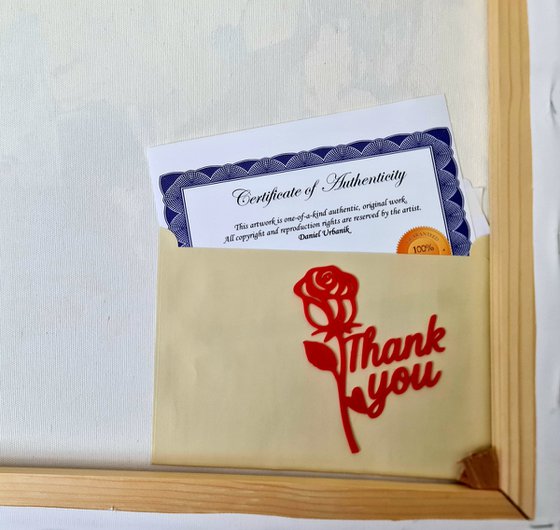 Certificate of Authenticity
This artwork is one-of-a-kind authentic, original work.
All copyright and reproduction rights are reserved by the artist.
Daniel Urbanik
GUARANTEED
100%
Thank
you